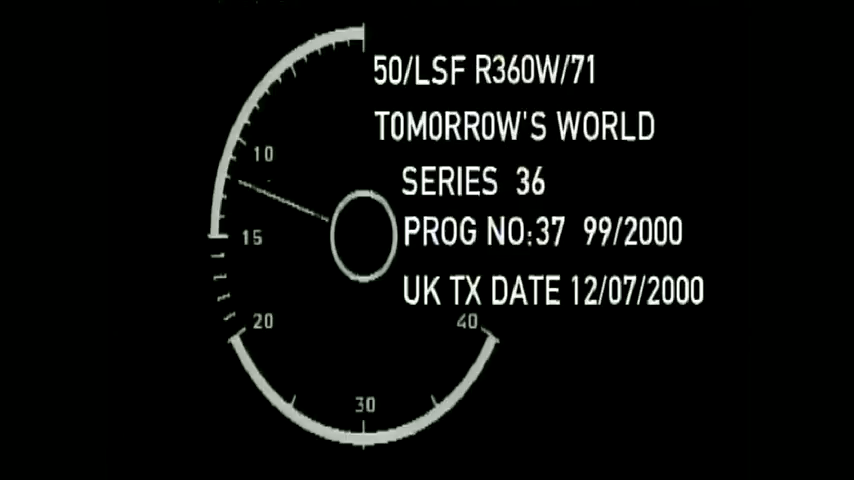 50/LSF R360W/71
TOMORROW'S WORLD
SERIES 36
PROG NO:37 99/2000
UK TX DATE 12/07/2000
10
15
20
40
30